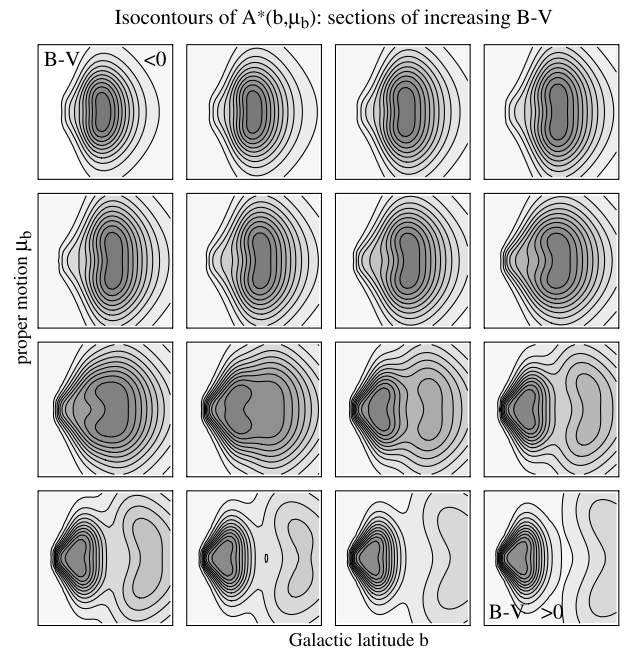 Isocontours of A*(b,μb): sections of increasing B-V
B-V <0
proper motion μb
B-V >0
Galactic latitude b